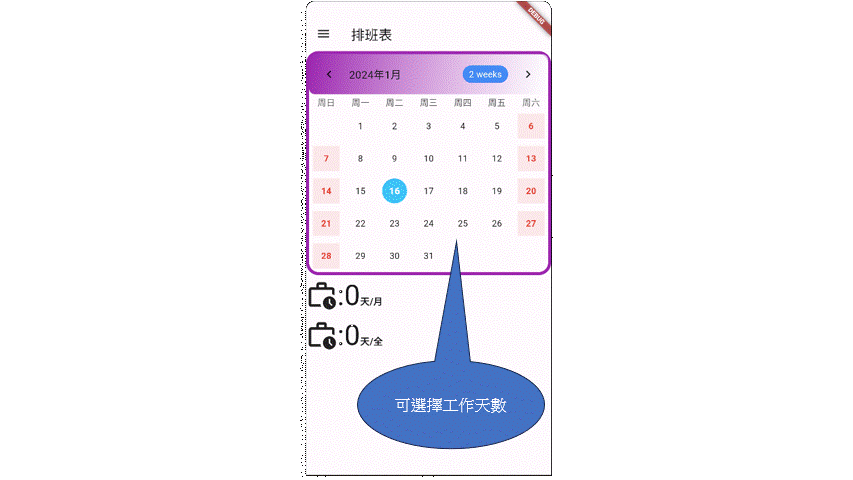 DEBUG
排班表
2024年1月 2 weeks
周日 周一 周二 周三 周四 周五 周六
1 2 3 4 5 6
7 8 9 10 11 12 13
14 15 16 17 18 19 20
21 22 23 24 25 26 27
28 29 30 31
:0天/月
:0天/全
可選擇工作天數